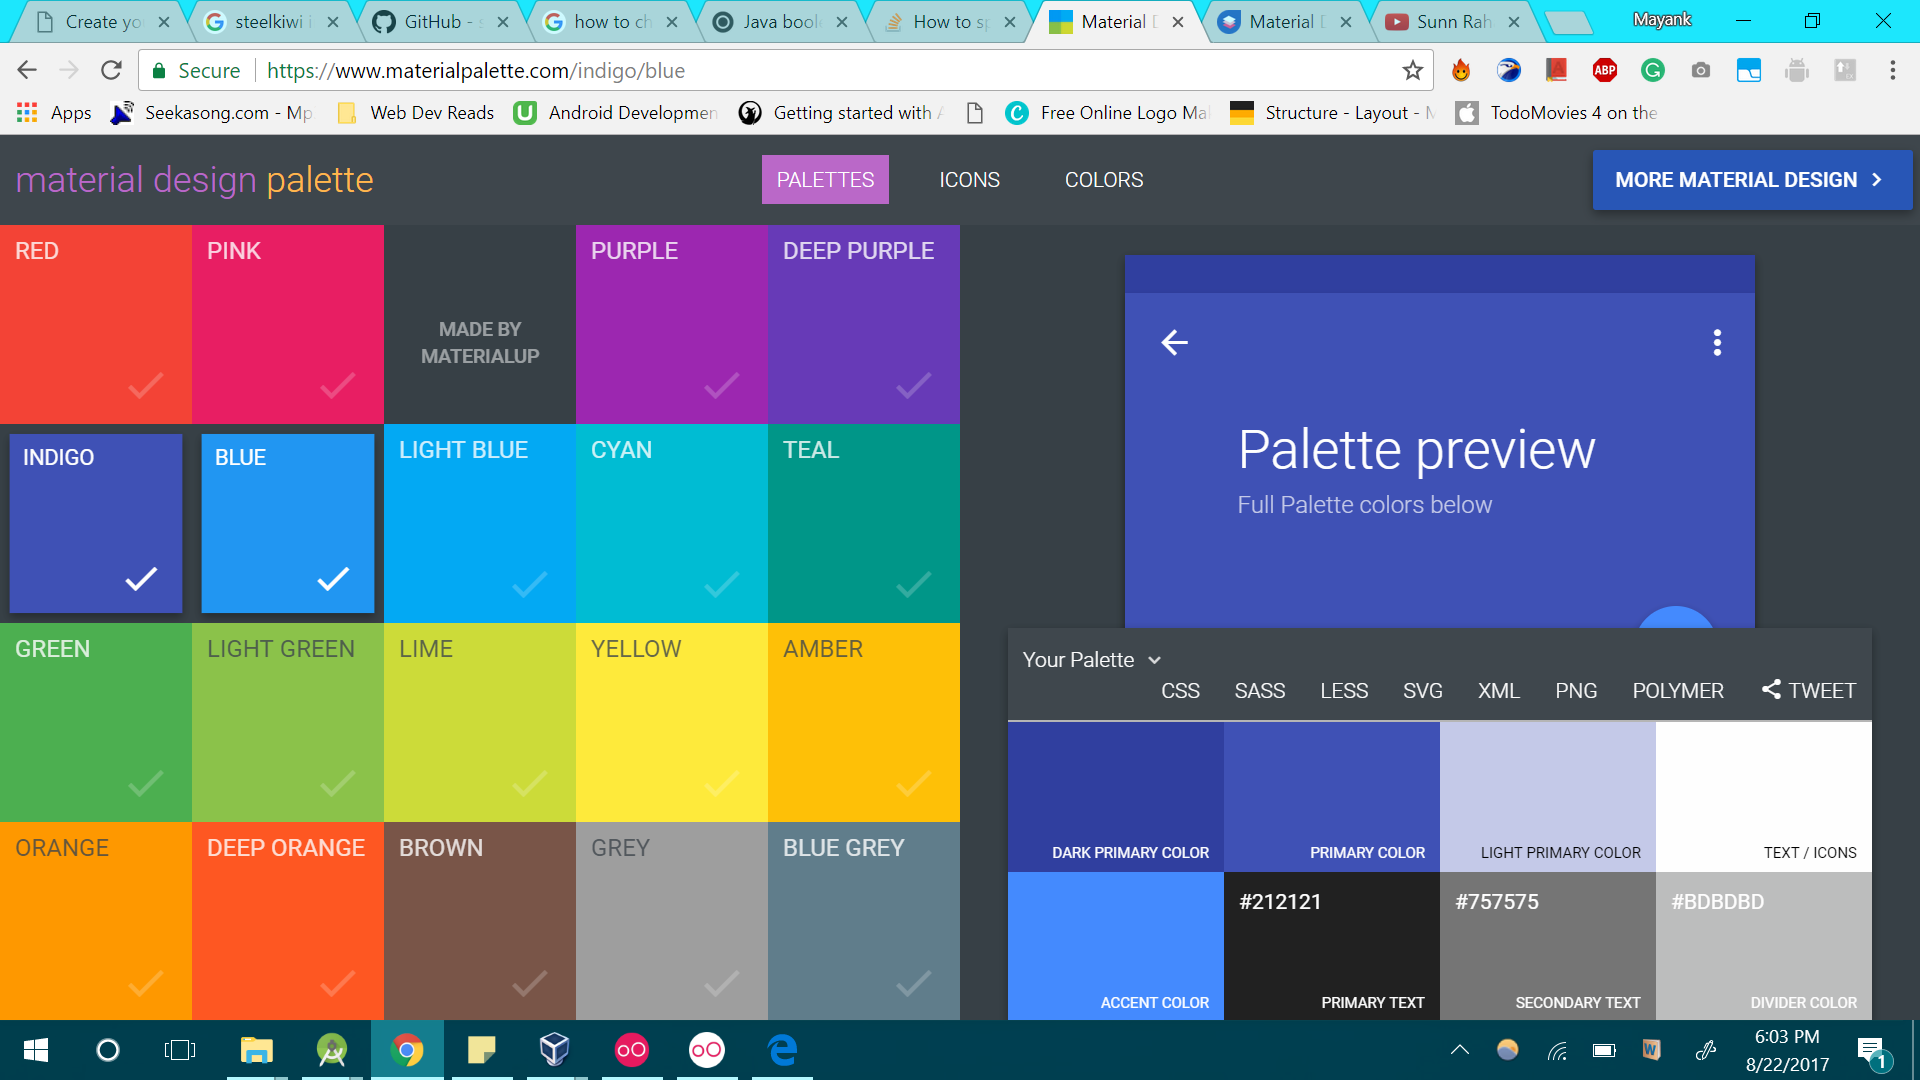 Create yo
steelkiwi i
GitHub - s
how to ch
Java bool
How to sp
Material D
Material D
Sunn Rah
Mayank
Secure
https://www.materialpalette.com/indigo/blue
ABP
Apps
Seekasong.com - Mp
Web Dev Reads
Android Developmen
Getting started with A
Free Online Logo Ma
Structure - Layout - M
TodoMovies 4 on the
material design palette
PALETTES
ICONS
COLORS
MORE MATERIAL DESIGN
RED
PINK
MADE BY
MATERIALUP
PURPLE
DEEP PURPLE
INDIGO
BLUE
LIGHT BLUE
CYAN
TEAL
GREEN
LIGHT GREEN
LIME
YELLOW
AMBER
ORANGE
DEEP ORANGE
BROWN
GREY
BLUE GREY
Palette preview
Full Palette colors below
Your Palette
CSS
SASS
LESS
SVG
XML
PNG
POLYMER
TWEET
DARK PRIMARY COLOR
PRIMARY COLOR
LIGHT PRIMARY COLOR
TEXT / ICONS
ACCENT COLOR
#212121
PRIMARY TEXT
#757575
SECONDARY TEXT
#BDBDBD
DIVIDER COLOR
6:03 PM
8/22/2017
1